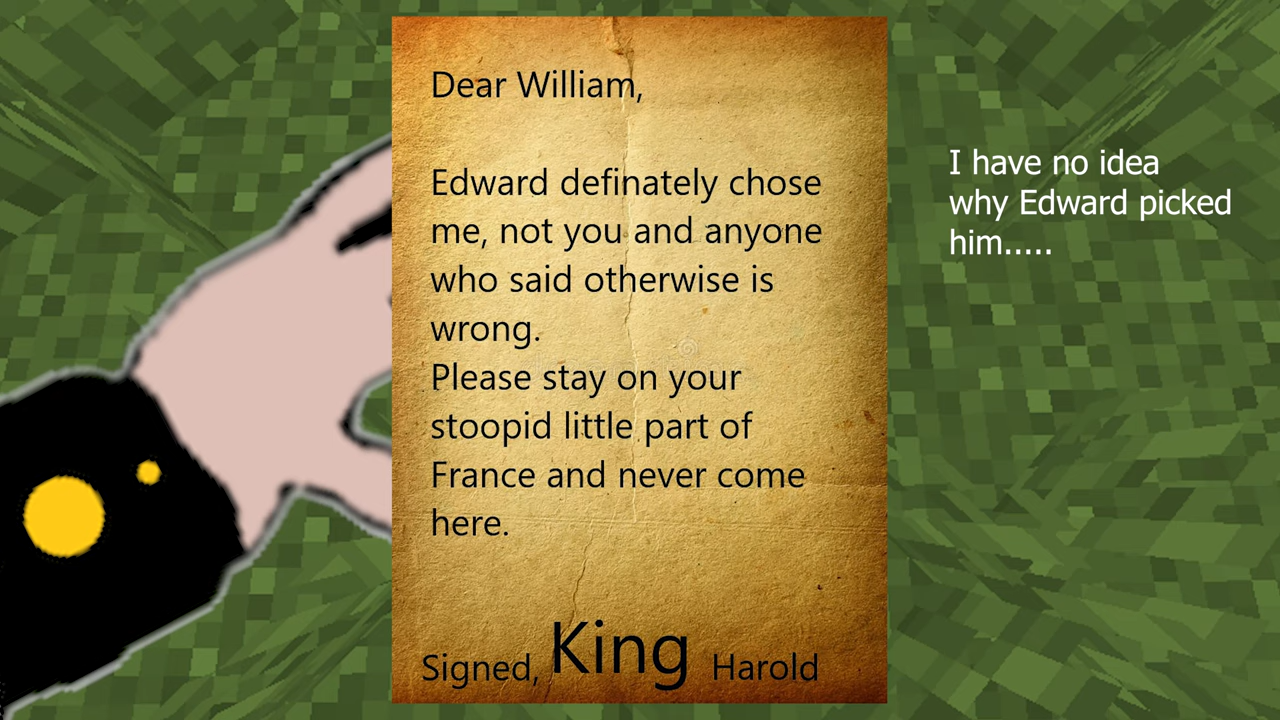 Dear William,
Edward definately chose
me, not you and anyone
who said otherwise is
wrong.
Please stay on your
stoopid little part of
France and never come
here.
Signed, King Harold
I have no idea
why Edward picked
him.....